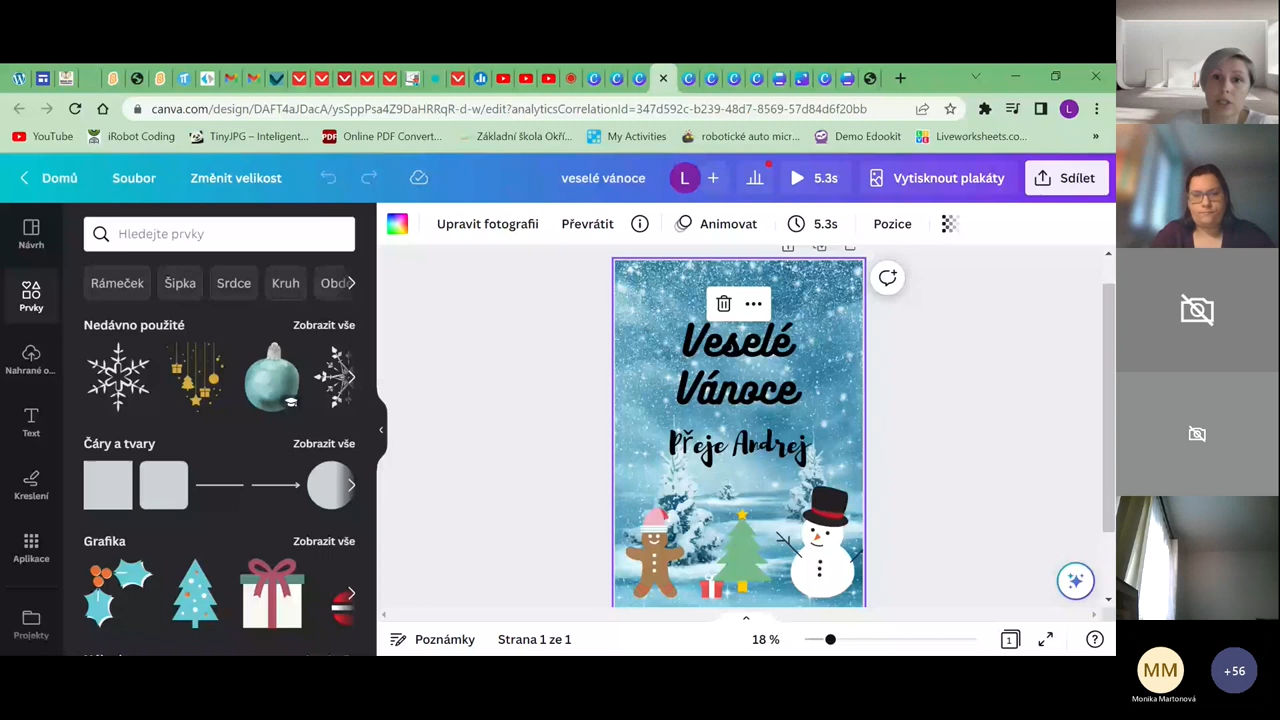 canva.com/design/DAFT4aJDacA/ysSppPsa4Z9DaHRRqR-d-w/edit?analyticsCorrelationId=347d592c-b239-48d7-8569-57d84d6f20bb
L
YouTube
iRobot Coding
TinyJPG – Inteligent...
PDF
Online PDF Convert...
Základní škola Okří...
My Activities
robotické auto micr...
Demo Edookit
Liveworksheets.co...
»
Domů
Soubor
Změnit velikost
veselé vánoce
L
+
5.3s
Vytisknout plakáty
Sdílet
Návrh
Prvky
Nahrané o...
Text
Kreslení
Aplikace
Projekty
Hledejte prvky
Rámeček
Šipka
Srdce
Kruh
Obd
Nedávno použité
Zobrazit vše
Čáry a tvary
Zobrazit vše
Grafika
Zobrazit vše
Upravit fotografii
Převrátit
Animovat
5.3s
Pozice
Veselé
Vánoce
Přeje Andrej
Poznámky
Strana 1 ze 1
18 %
1
MM
Monika Martonová
+56